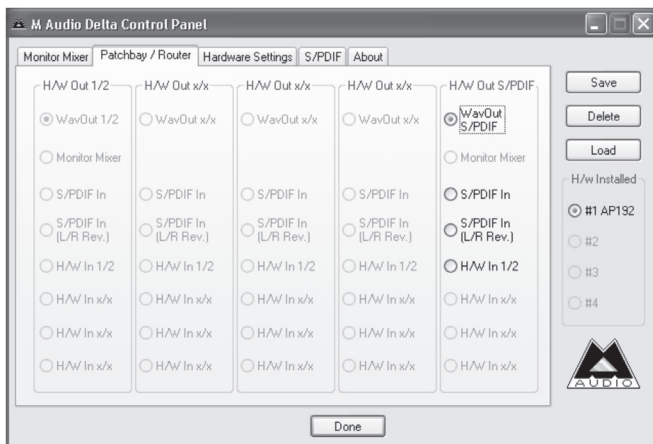 M Audio Delta Control Panel
Monitor Mixer Patchbay / Router Hardware Settings S/PDIF About
H/W Out 1/2 H/W Out x/x H/W Out x/x H/W Out x/x H/W Out S/PDIF
WavOut 1/2 WavOut x/x WavOut x/x WavOut x/x WavOut S/PDIF
Monitor Mixer Monitor Mixer
S/PDIF In S/PDIF In S/PDIF In S/PDIF In S/PDIF In
S/PDIF In (L/R Rev.) S/PDIF In (L/R Rev.) S/PDIF In (L/R Rev.) S/PDIF In (L/R Rev.) S/PDIF In (L/R Rev.)
H/W In 1/2 H/W In 1/2 H/W In 1/2 H/W In 1/2 H/W In 1/2
H/W In x/x H/W In x/x H/W In x/x H/W In x/x
H/W In x/x H/W In x/x H/W In x/x H/W In x/x
H/W In x/x H/W In x/x H/W In x/x H/W In x/x
Save
Delete
Load
H/w Installed
#1 AP192
#2
#3
#4
M AUDIO
Done